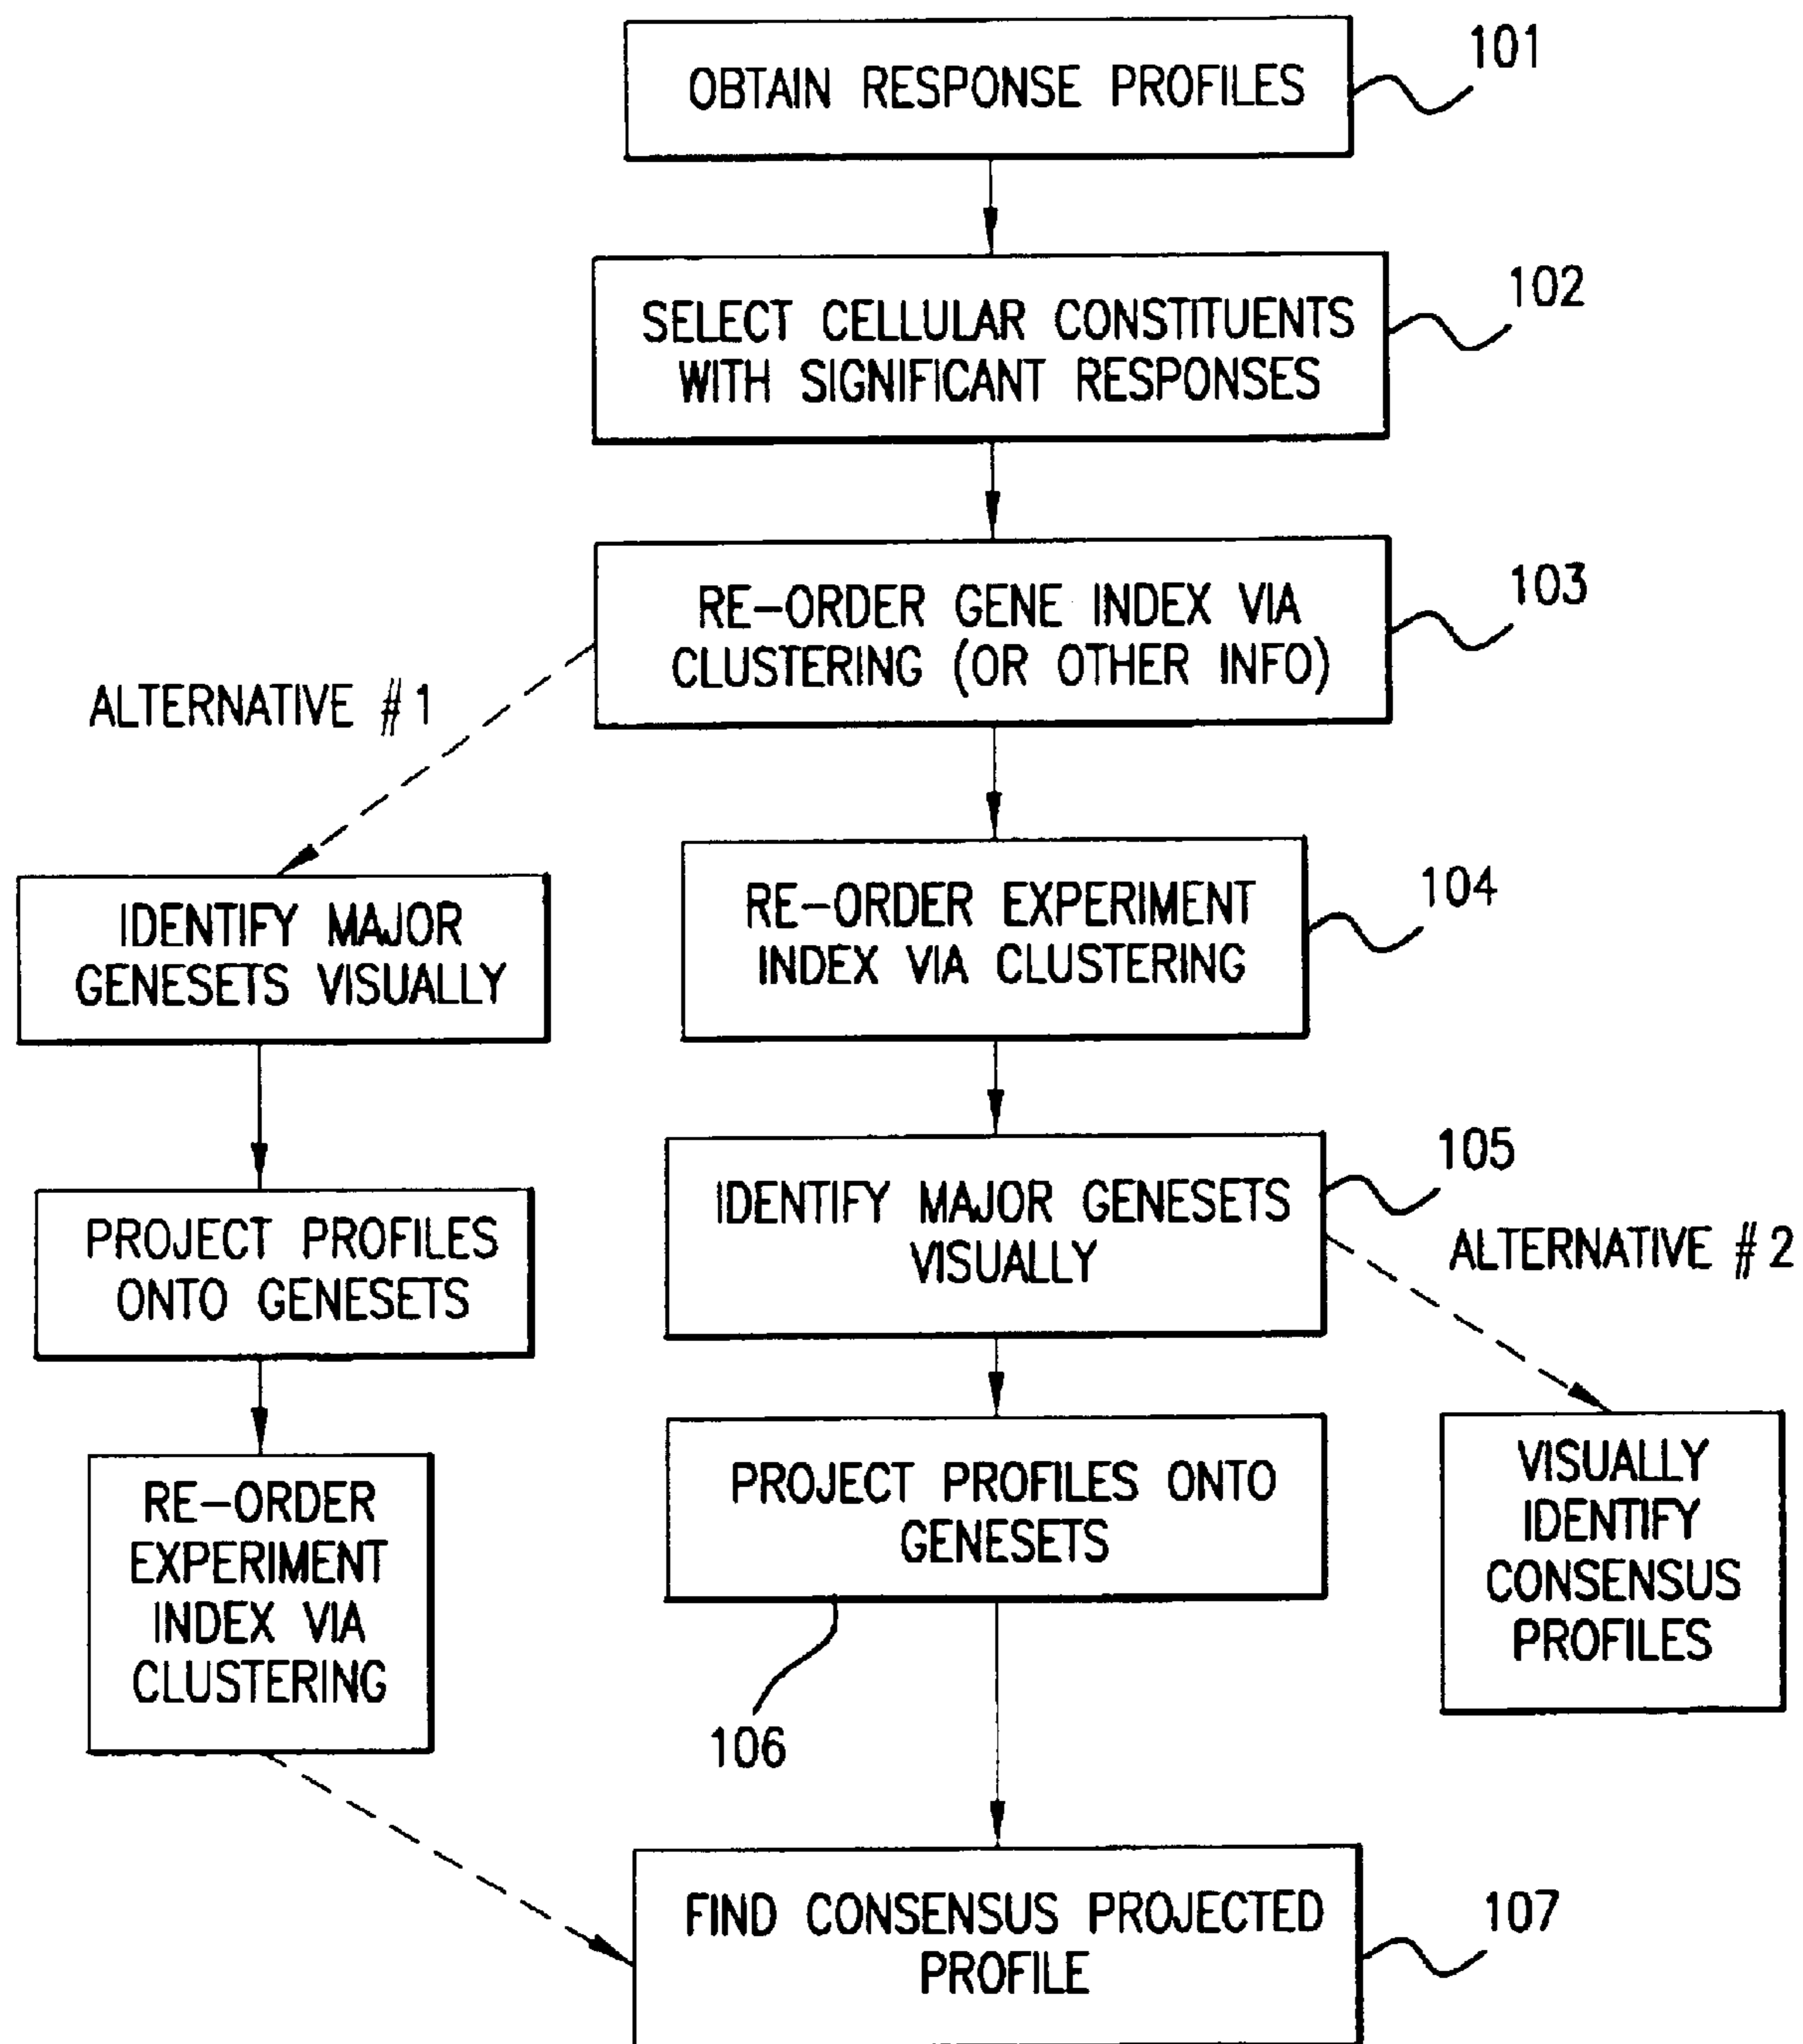 OBTAIN RESPONSE PROFILES
101
SELECT CELLULAR CONSTITUENTS
WITH SIGNIFICANT RESPONSES
102
RE-ORDER GENE INDEX VIA
CLUSTERING (OR OTHER INFO)
103
ALTERNATIVE #1
RE-ORDER EXPERIMENT
INDEX VIA CLUSTERING
104
IDENTIFY MAJOR
GENESETS VISUALLY
IDENTIFY MAJOR GENESETS
VISUALLY
105
ALTERNATIVE #2
PROJECT PROFILES
ONTO GENESETS
PROJECT PROFILES ONTO
GENESETS
106
VISUALLY
IDENTIFY
CONSENSUS
PROFILES
RE-ORDER
EXPERIMENT
INDEX VIA
CLUSTERING
FIND CONSENSUS PROJECTED
PROFILE
107